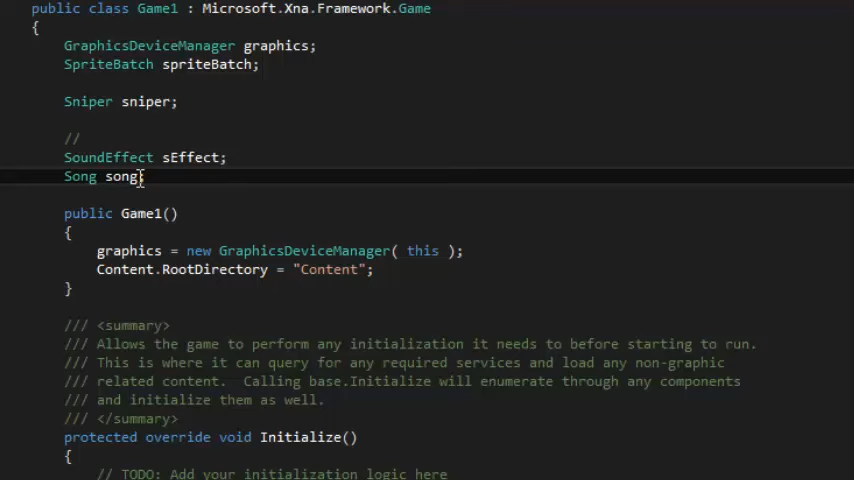 public class Game1 : Microsoft.Xna.Framework.Game
{
GraphicsDeviceManager graphics;
SpriteBatch spriteBatch;
Sniper sniper;
//
SoundEffect sEffect;
Song song;
public Game1()
{
graphics = new GraphicsDeviceManager( this );
Content.RootDirectory = "Content";
}
/// <summary>
/// Allows the game to perform any initialization it needs to before starting to run.
/// This is where it can query for any required services and load any non-graphic
/// related content.  Calling base.Initialize will enumerate through any components
/// and initialize them as well.
/// </summary>
protected override void Initialize()
{
// TODO: Add your initialization logic here